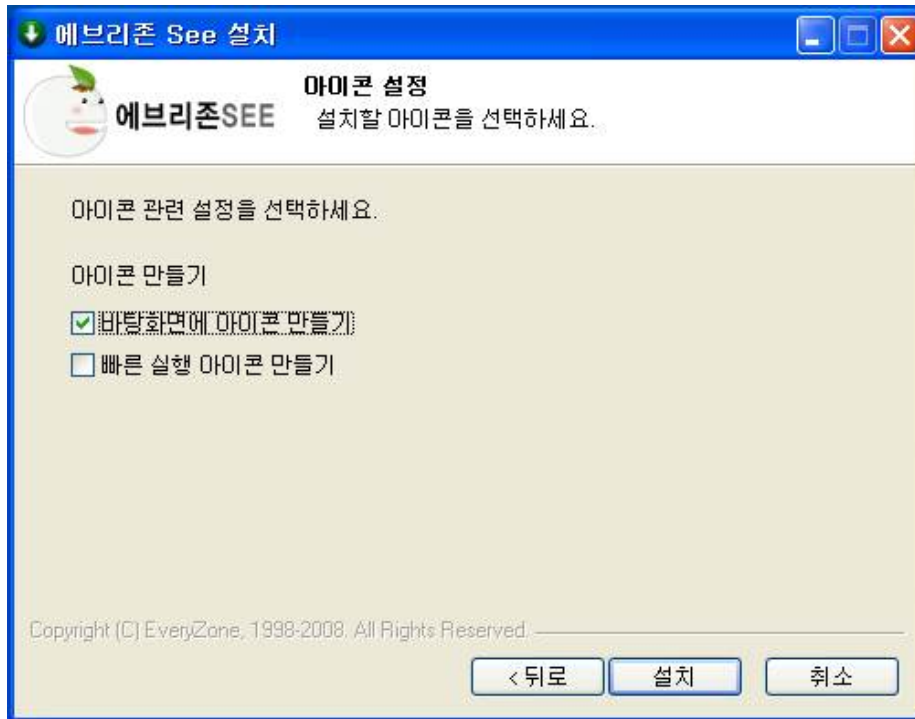 에브리존 See 설치
에브리존SEE
아이콘 설정
설치할 아이콘을 선택하세요.
아이콘 관련 설정을 선택하세요.
아이콘 만들기
바탕화면에 아이콘 만들기
빠른 실행 아이콘 만들기
Copyright (C) EveryZone, 1998-2008. All Rights Reserved.
< 뒤로
설치
취소